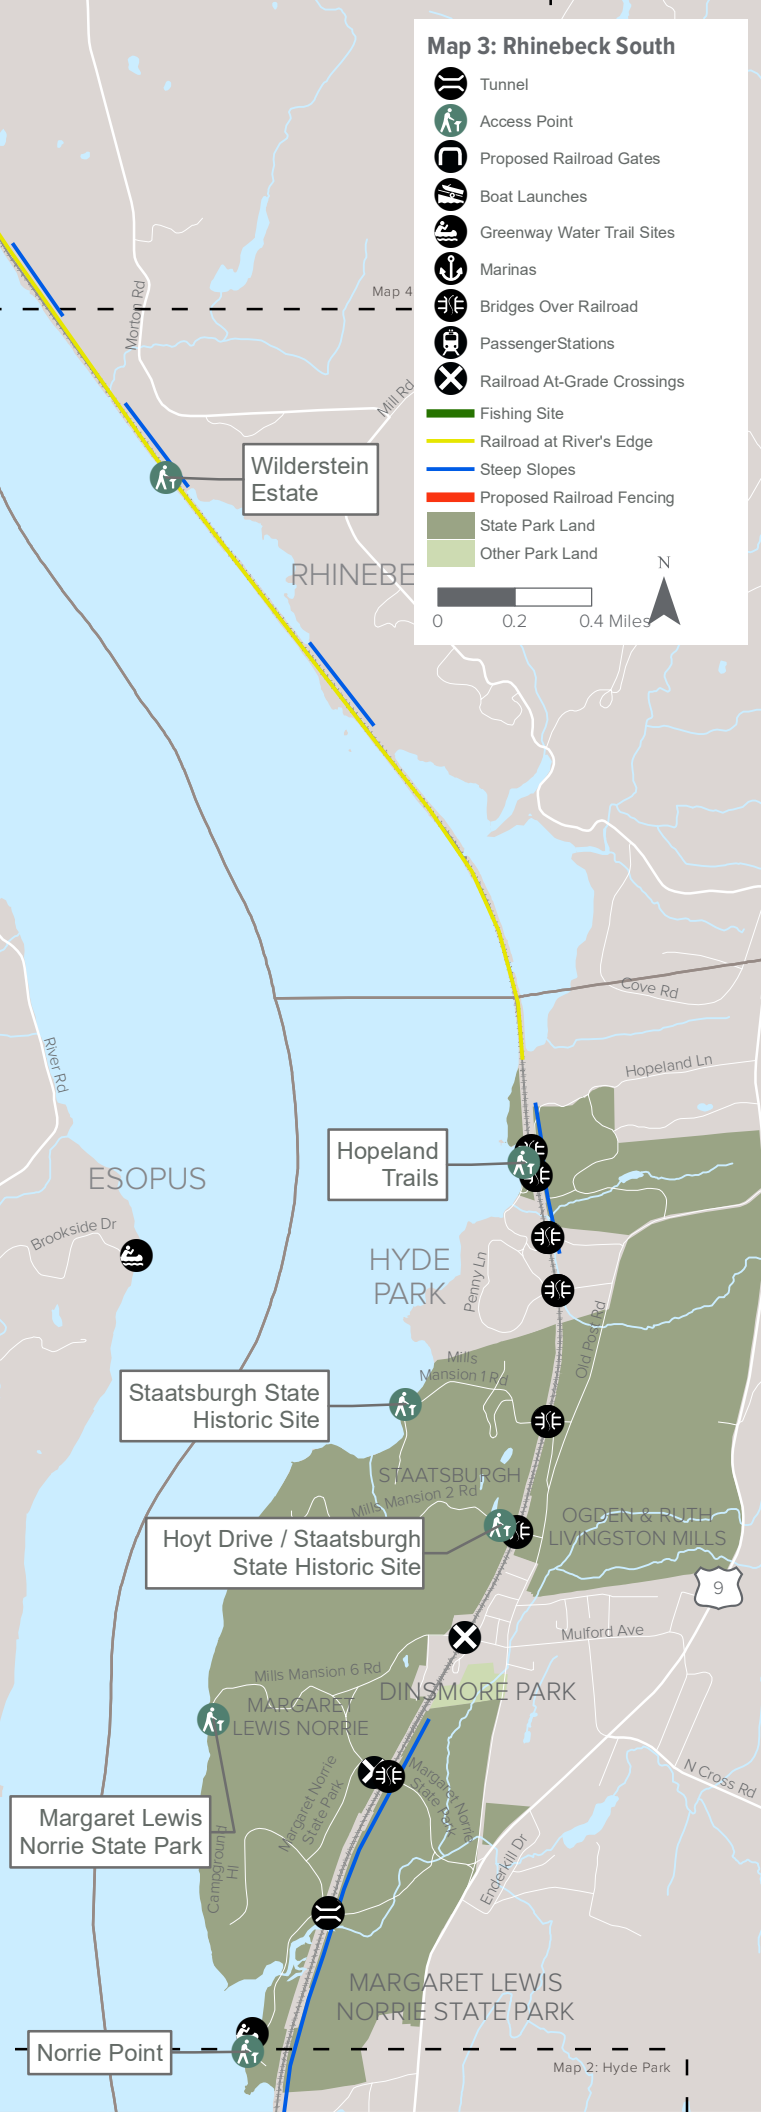 Map 3: Rhinebeck South
Tunnel
Access Point
Proposed Railroad Gates
Boat Launches
Greenway Water Trail Sites
Marinas
Bridges Over Railroad
PassengerStations
Railroad At-Grade Crossings
Fishing Site
Railroad at River's Edge
Steep Slopes
Proposed Railroad Fencing
State Park Land
Other Park Land
N
0 0.2 0.4 Miles
Map 4
Morton Rd
Mill Rd
Wilderstein
Estate
RHINEBE
Cove Rd
River Rd
Hopeland Ln
Hopeland
Trails
ESOPUS
Brookside Dr
HYDE
PARK
Penny Ln
Old Post Rd
Mills
Mansion 1 Rd
Staatsburgh State
Historic Site
STAATSBURGH
Mills Mansion 2 Rd
OGDEN & RUTH
LIVINGSTON MILLS
Hoyt Drive / Staatsburgh
State Historic Site
9
Mulford Ave
Mills Mansion 6 Rd
DINSMORE PARK
MARGARET
LEWIS NORRIE
Margaret Norrie
State Park
Margaret Norrie
State Park
N Cross Rd
Margaret Lewis
Norrie State Park
Campground
Hl
Enderkill Dr
MARGARET LEWIS
NORRIE STATE PARK
Norrie Point
Map 2: Hyde Park